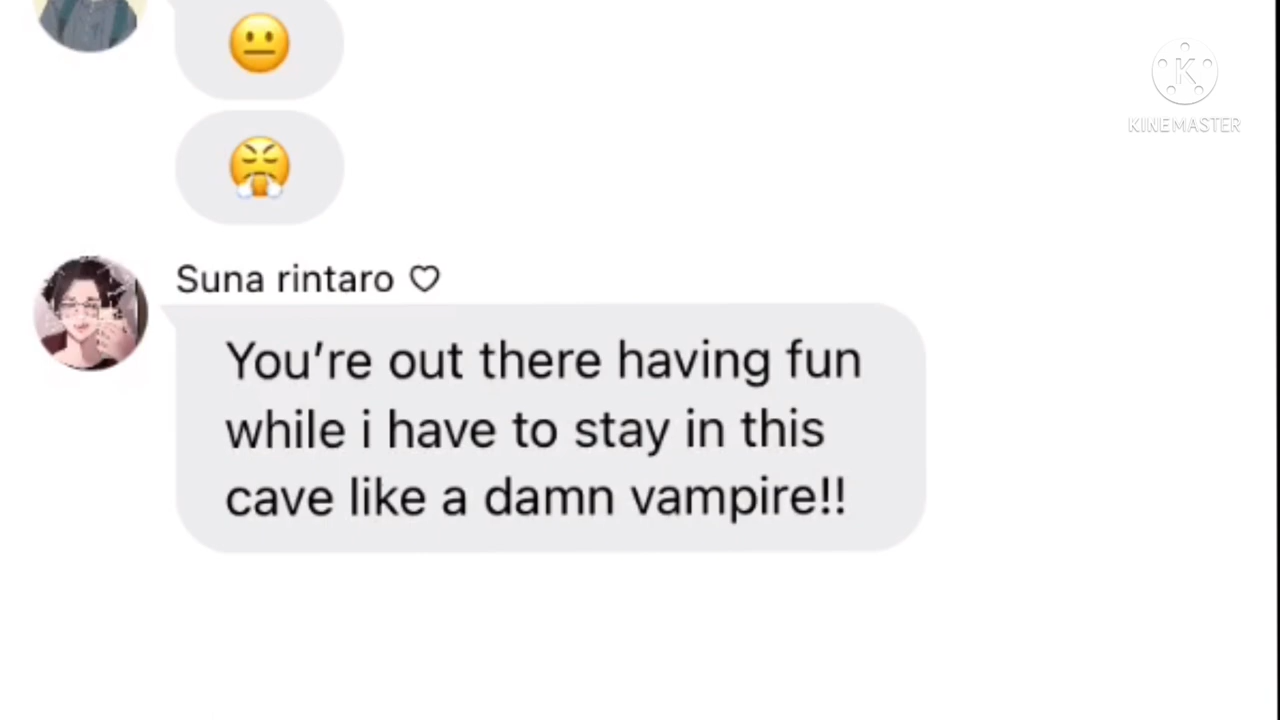 😐
KINEMASTER
😤
Suna rintaro ♡
You're out there having fun
while i have to stay in this
cave like a damn vampire!!